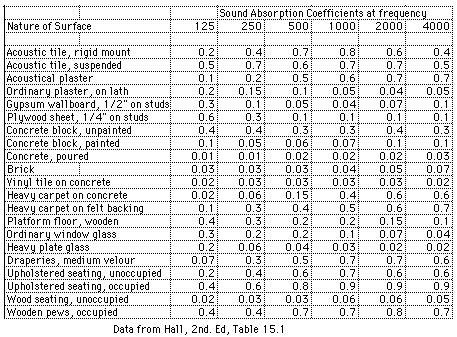 Sound Absorption Coefficients at frequency
Nature of Surface 125 250 500 1000 2000 4000
Acoustic tile, rigid mount 0.2 0.4 0.7 0.8 0.6 0.4
Acoustic tile, suspended 0.5 0.7 0.6 0.7 0.7 0.5
Acoustical plaster 0.1 0.2 0.5 0.6 0.7 0.7
Ordinary plaster, on lath 0.2 0.15 0.1 0.05 0.04 0.05
Gypsum wallboard, 1/2" on studs 0.3 0.1 0.05 0.04 0.07 0.1
Plywood sheet, 1/4" on studs 0.6 0.3 0.1 0.1 0.1 0.1
Concrete block, unpainted 0.4 0.4 0.3 0.3 0.4 0.3
Concrete block, painted 0.1 0.05 0.06 0.07 0.1 0.1
Concrete, poured 0.01 0.01 0.02 0.02 0.02 0.03
Brick 0.03 0.03 0.03 0.04 0.05 0.07
Vinyl tile on concrete 0.02 0.03 0.03 0.03 0.03 0.02
Heavy carpet on concrete 0.02 0.06 0.15 0.4 0.6 0.6
Heavy carpet on felt backing 0.1 0.3 0.4 0.5 0.6 0.7
Platform floor, wooden 0.4 0.3 0.2 0.2 0.15 0.1
Ordinary window glass 0.3 0.2 0.2 0.1 0.07 0.04
Heavy plate glass 0.2 0.06 0.04 0.03 0.02 0.02
Draperies, medium velour 0.07 0.3 0.5 0.7 0.7 0.6
Upholstered seating, unoccupied 0.2 0.4 0.6 0.7 0.6 0.6
Upholstered seating, occupied 0.4 0.6 0.8 0.9 0.9 0.9
Wood seating, unoccupied 0.02 0.03 0.03 0.06 0.06 0.05
Wooden pews, occupied 0.4 0.4 0.7 0.7 0.8 0.7
Data from Hall, 2nd. Ed, Table 15.1